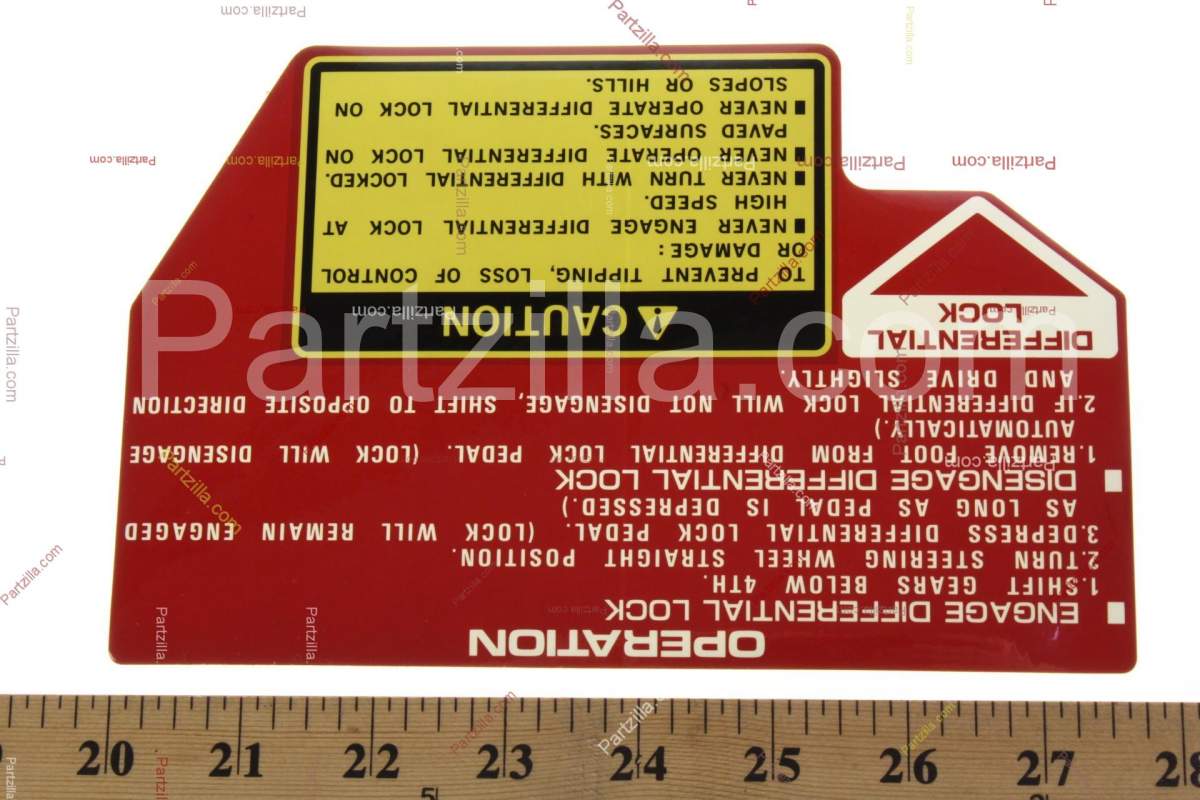 OPERATION
■ ENGAGE DIFFERENTIAL LOCK
1.SHIFT GEARS BELOW 4TH.
2.TURN STEERING WHEEL STRAIGHT POSITION.
3.DEPRESS DIFFERENTIAL LOCK PEDAL. (LOCK WILL REMAIN ENGAGED
AS LONG AS PEDAL IS DEPRESSED.)
■ DISENGAGE DIFFERENTIAL LOCK
1.REMOVE FOOT FROM DIFFERENTIAL LOCK PEDAL. (LOCK WILL DISENGAGE
AUTOMATICALLY.)
2.IF DIFFERENTIAL LOCK WILL NOT DISENGAGE, SHIFT TO OPPOSITE DIRECTION
AND DRIVE SLIGHTLY.
DIFFERENTIAL
LOCK
CAUTION
TO PREVENT TIPPING, LOSS OF CONTROL
OR DAMAGE:
■ NEVER ENGAGE DIFFERENTIAL LOCK AT
HIGH SPEED.
■ NEVER TURN WITH DIFFERENTIAL LOCKED.
■ NEVER OPERATE DIFFERENTIAL LOCK ON
PAVED SURFACES.
■ NEVER OPERATE DIFFERENTIAL LOCK ON
SLOPES OR HILLS.
Partzilla.com
20 21 22 23 24 25 26 27 28
5